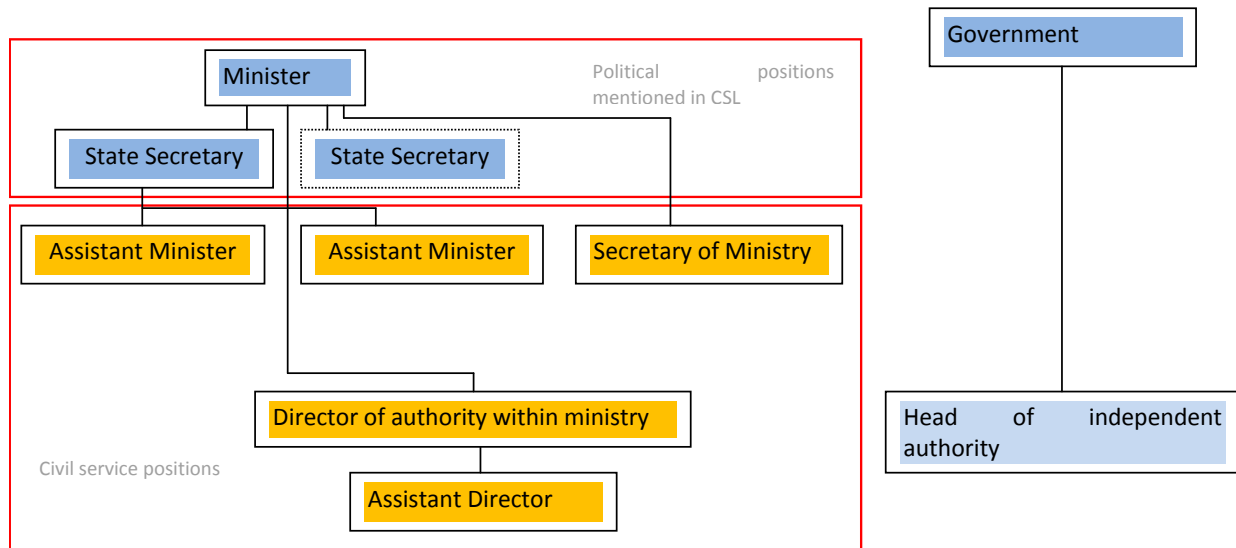 Government
Minister
Political positions
mentioned in CSL
State Secretary
State Secretary
Assistant Minister
Assistant Minister
Secretary of Ministry
Director of authority within ministry
Head of independent
authority
Civil service positions
Assistant Director